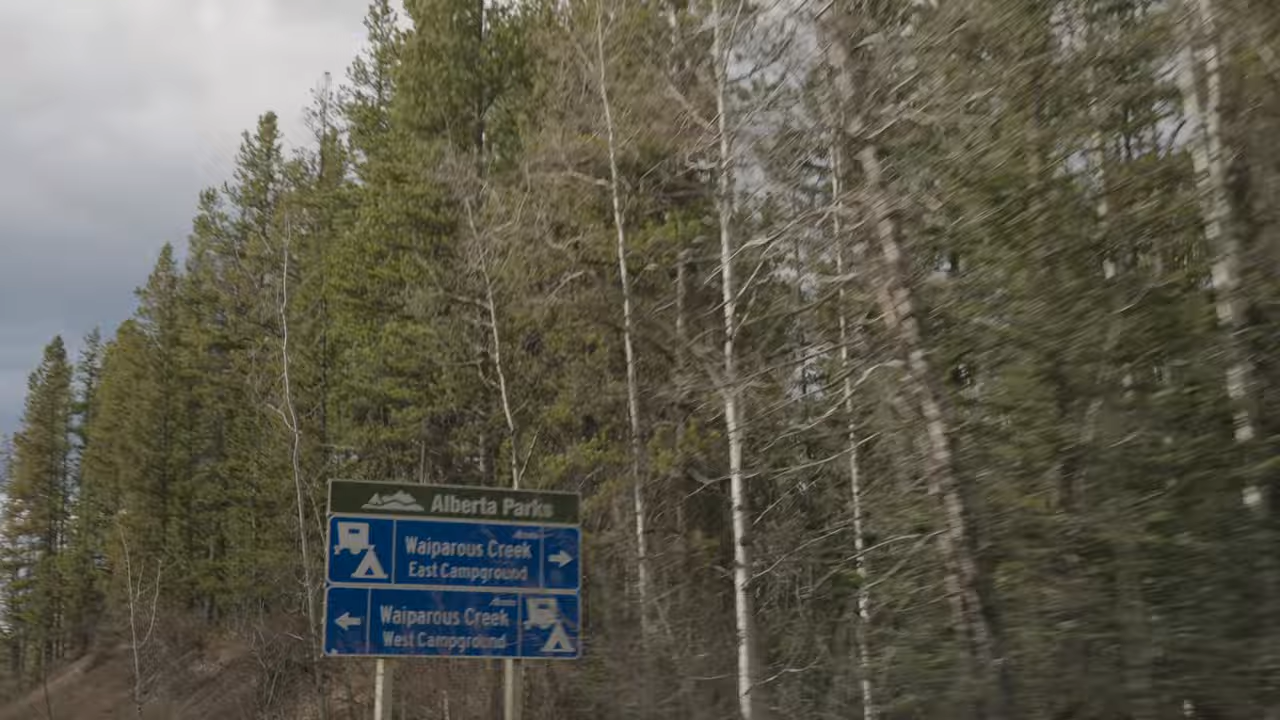 Alberta Parks
Waiparous Creek
East Campground
Waiparous Creek
West Campground